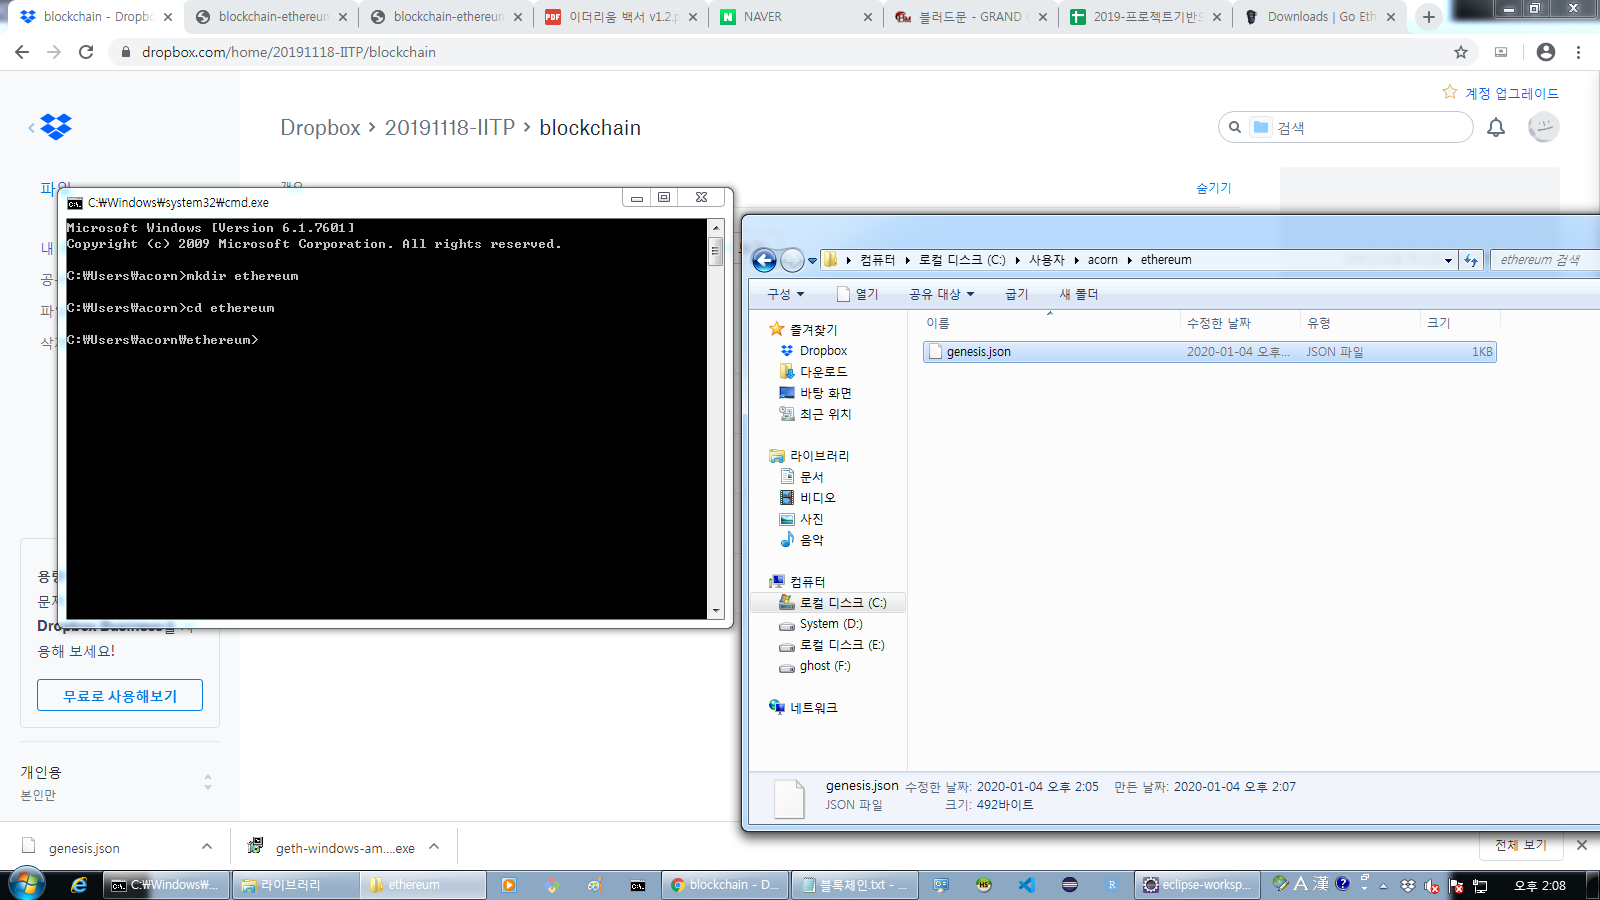 blockchain - Dropb
blockchain-ethereum
blockchain-ethereum
이더리움 백서 v1.2.p
NAVER
블러드문 - GRAND
2019-프로젝트기반
Downloads | Go Eth
dropbox.com/home/20191118-IITP/blockchain
계정 업그레이드
Dropbox > 20191118-IITP > blockchain
검색
숨기기
C:₩Windows₩system32₩cmd.exe
Microsoft Windows [Version 6.1.7601]
Copyright (c) 2009 Microsoft Corporation. All rights reserved.
C:₩Users₩acorn>mkdir ethereum
C:₩Users₩acorn>cd ethereum
C:₩Users₩acorn₩ethereum>
컴퓨터 ▸ 로컬 디스크 (C:) ▸ 사용자 ▸ acorn ▸ ethereum
ethereum 검색
구성 열기 공유 대상 굽기 새 폴더
이름 수정한 날짜 유형 크기
genesis.json 2020-01-04 오후... JSON 파일 1KB
즐겨찾기
Dropbox
다운로드
바탕 화면
최근 위치
라이브러리
문서
비디오
사진
음악
컴퓨터
로컬 디스크 (C:)
System (D:)
로컬 디스크 (E:)
ghost (F:)
네트워크
genesis.json 수정한 날짜: 2020-01-04 오후 2:05 만든 날짜: 2020-01-04 오후 2:07
JSON 파일 크기: 492바이트
Dropbox Business
용해 보세요!
무료로 사용해보기
개인용
본인만
genesis.json
geth-windows-am....exe
전체 보기
C:₩Windows₩...
라이브러리
ethereum
blockchain - D...
블록체인.txt - ...
eclipse-worksp...
A 漢
오후 2:08